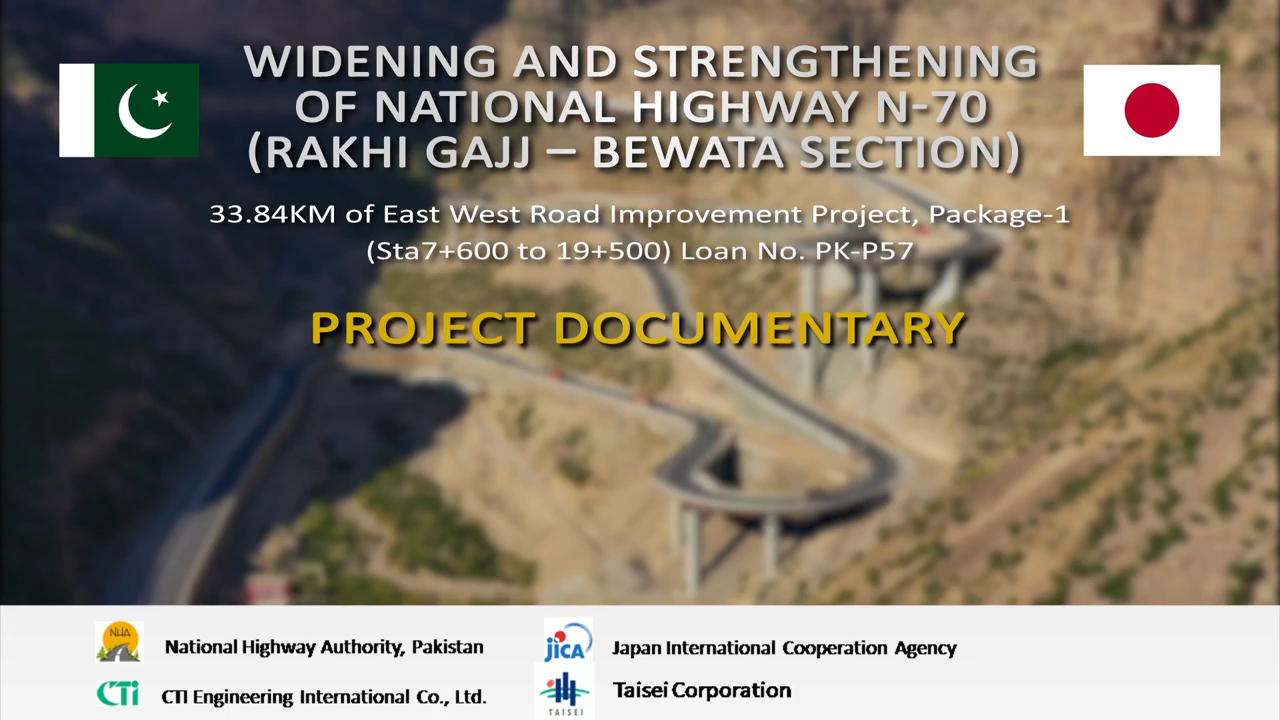 WIDENING AND STRENGTHENING
OF NATIONAL HIGHWAY N-70
(RAKHI GAJJ – BEWATA SECTION)
33.84KM of East West Road Improvement Project, Package-1
(Sta7+600 to 19+500) Loan No. PK-P57
PROJECT DOCUMENTARY
NHA
National Highway Authority, Pakistan
jICA
Japan International Cooperation Agency
CTi
CTI Engineering International Co., Ltd.
TAISEI
Taisei Corporation